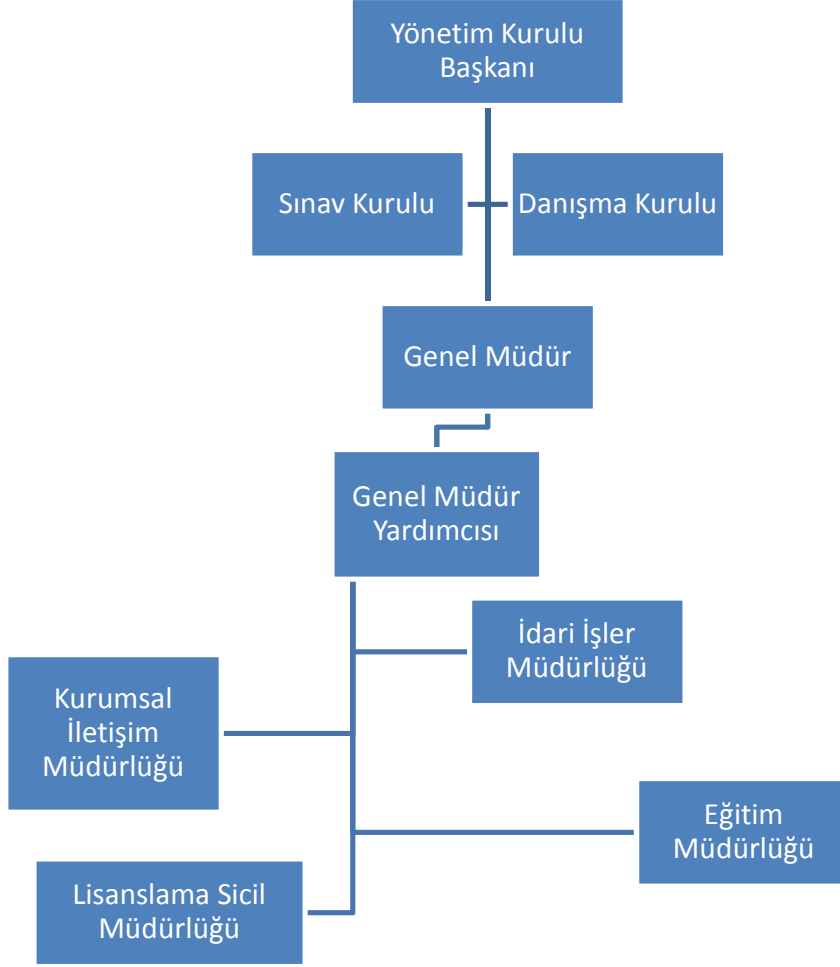 Yönetim Kurulu
Başkanı
Sınav Kurulu
Danışma Kurulu
Genel Müdür
Genel Müdür
Yardımcısı
İdari İşler
Müdürlüğü
Kurumsal
İletişim
Müdürlüğü
Eğitim
Müdürlüğü
Lisanslama Sicil
Müdürlüğü